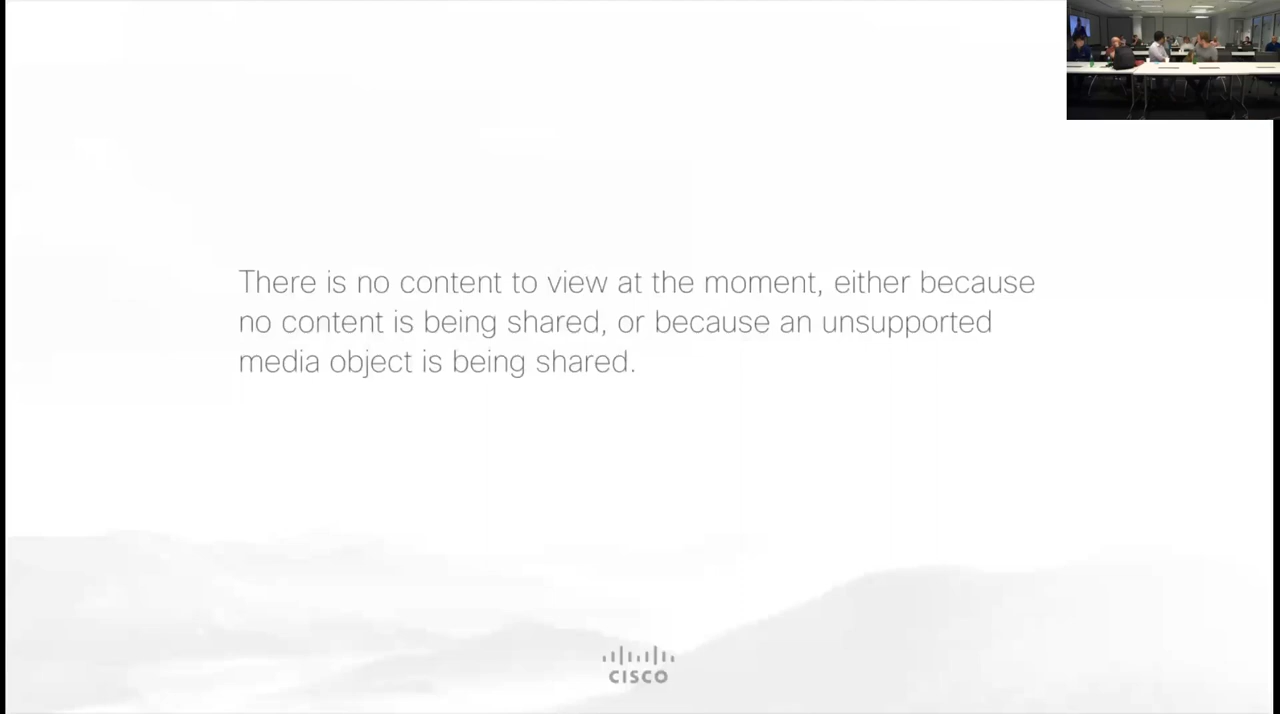 There is no content to view at the moment, either because
no content is being shared, or because an unsupported
media object is being shared.
CISCO